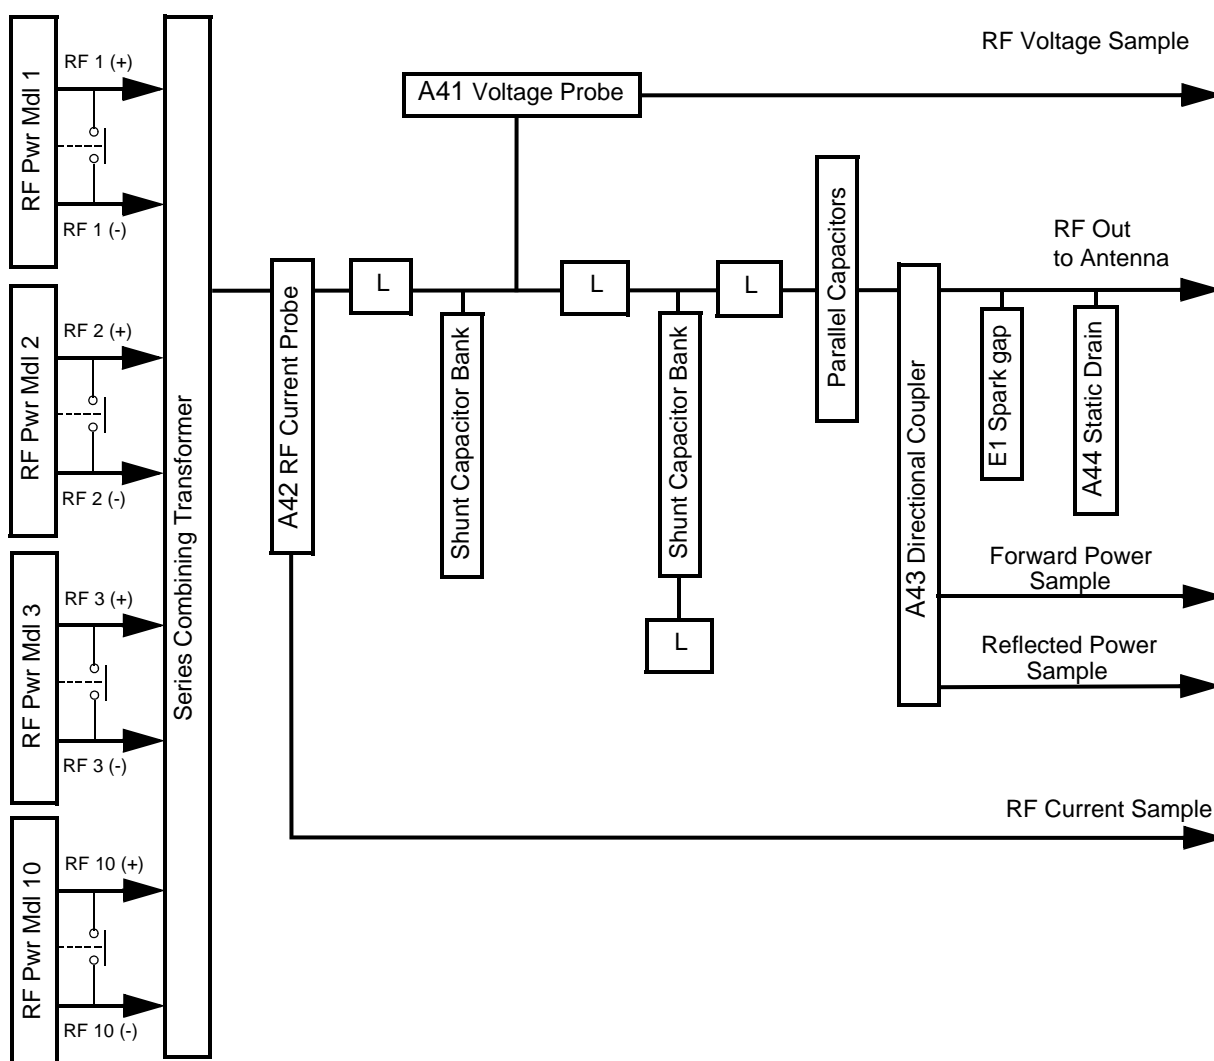 RF Pwr Mdl 1
RF 1 (+)
RF 1 (-)
RF Pwr Mdl 2
RF 2 (+)
RF 2 (-)
RF Pwr Mdl 3
RF 3 (+)
RF 3 (-)
RF Pwr Mdl 10
RF 10 (+)
RF 10 (-)
Series Combining Transformer
A42 RF Current Probe
L
Shunt Capacitor Bank
A41 Voltage Probe
RF Voltage Sample
L
Shunt Capacitor Bank
L
L
Parallel Capacitors
A43 Directional Coupler
RF Out
to Antenna
E1 Spark gap
A44 Static Drain
Forward Power
Sample
Reflected Power
Sample
RF Current Sample